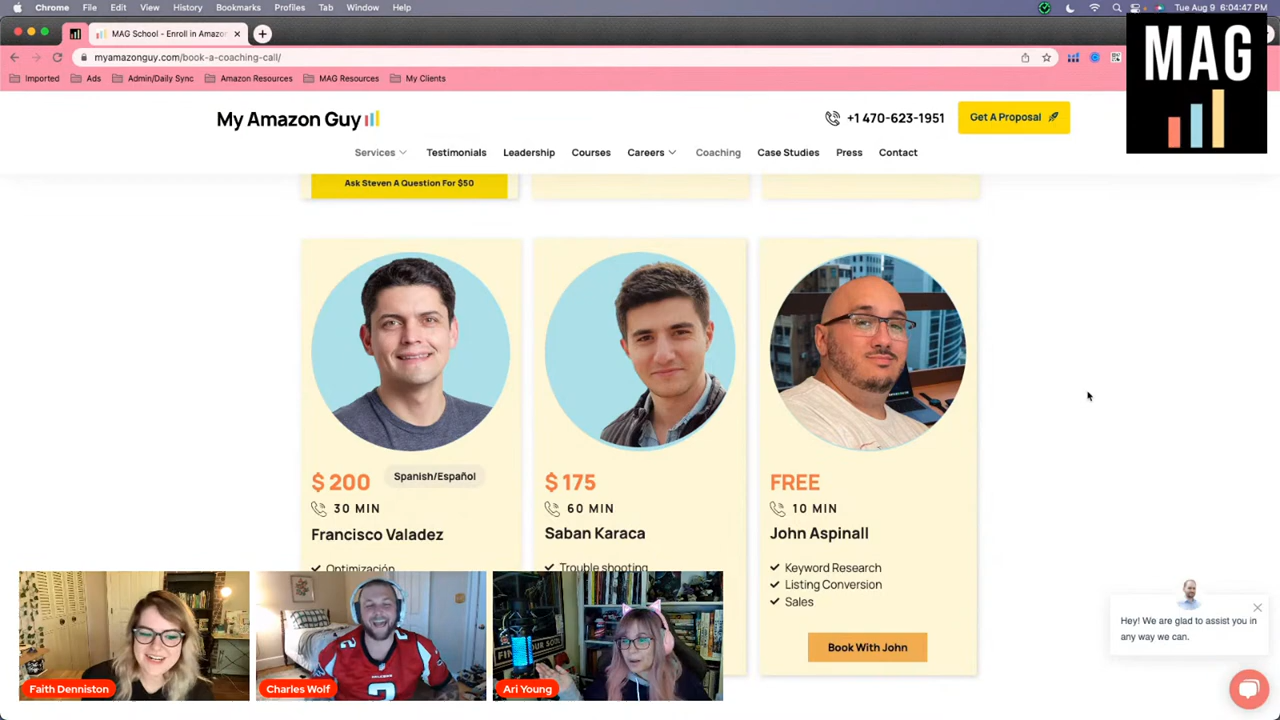 Chrome File Edit View History Bookmarks Profiles Tab Window Help
Tue Aug 9 6:04:47 PM
MAG School - Enroll in Amazon
myamazonguy.com/book-a-coaching-call/
Imported Ads Admin/Daily Sync Amazon Resources MAG Resources My Clients
MAG
My Amazon Guy
+1 470-623-1951
Get A Proposal
Services Testimonials Leadership Courses Careers Coaching Case Studies Press Contact
Ask Steven A Question For $50
$ 200 Spanish/Español
30 MIN
Francisco Valadez
Optimización
$ 175
60 MIN
Saban Karaca
Trouble shooting
FREE
10 MIN
John Aspinall
Keyword Research
Listing Conversion
Sales
Book With John
Hey! We are glad to assist you in
any way we can.
Faith Denniston
Charles Wolf
Ari Young